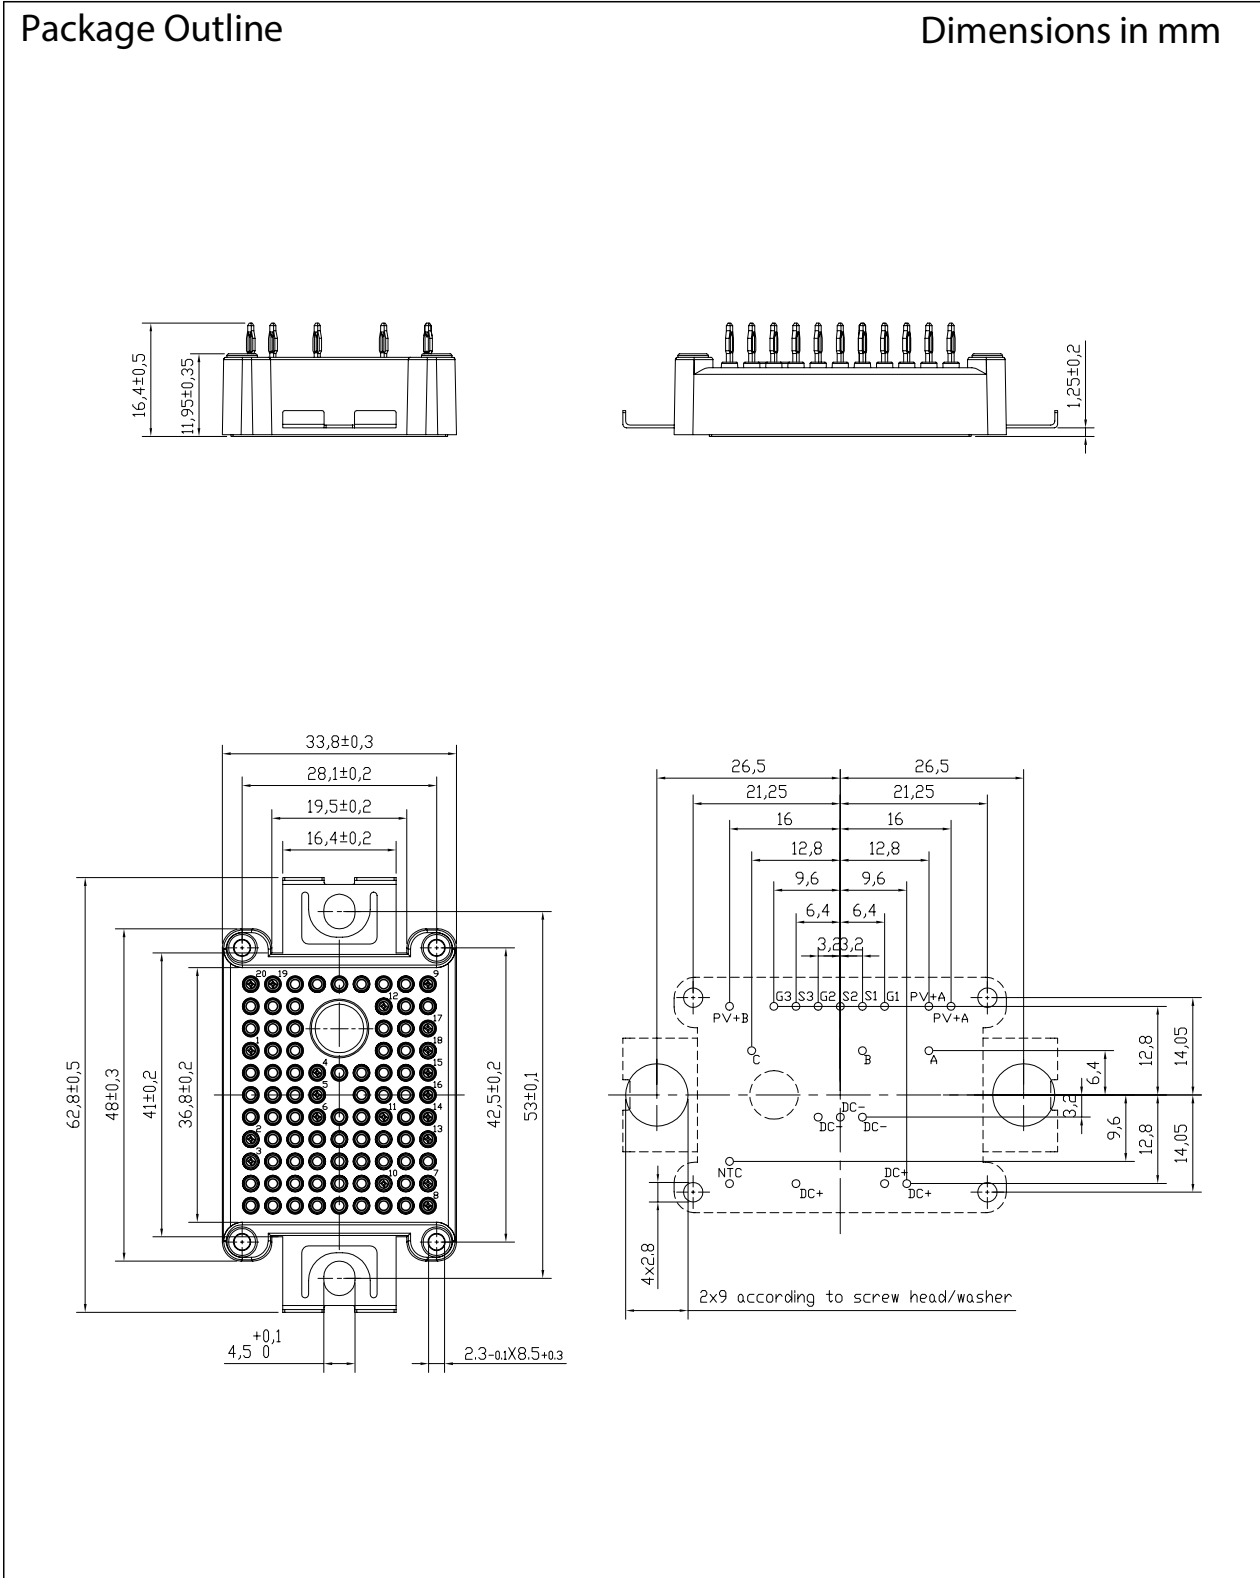 Package Outline
Dimensions in mm
16,4±0,5
11,95±0,35
1,25±0,2
33,8±0,3
28,1±0,2
19,5±0,2
16,4±0,2
62,8±0,5
48±0,3
41±0,2
36,8±0,2
42,5±0,2
53±0,1
20 19 9
12
17
1 18
4 15
5 16
6 11 14
2 13
3
10 7
8
4,5 +0,1 0
2.3-0.1X8.5+0.3
26,5 26,5
21,25 21,25
16 16
12,8 12,8
9,6 9,6
6,4 6,4
3,2 3,2
G3 S3 G2 S2 S1 G1 PV+A
PV+B PV+A
C B A
DC-
DC- DC-
NTC DC+
DC+ DC+
6,4
12,8
14,05
3,2
9,6
12,8
14,05
4x2.8
2x9 according to screw head/washer